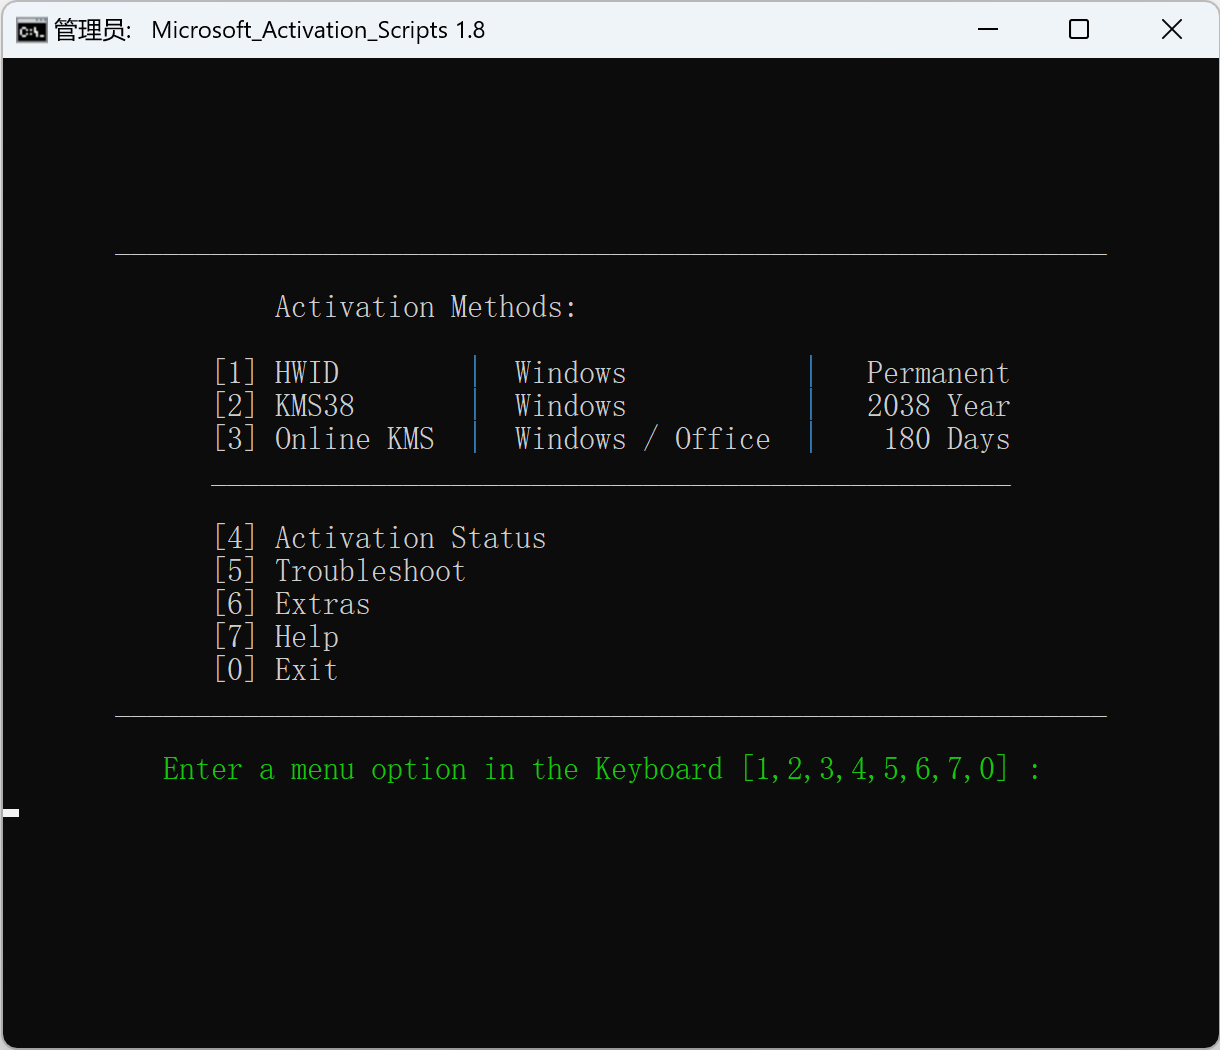 管理员: Microsoft_Activation_Scripts 1.8
Activation Methods:
[1] HWID | Windows | Permanent
[2] KMS38 | Windows | 2038 Year
[3] Online KMS | Windows / Office | 180 Days
[4] Activation Status
[5] Troubleshoot
[6] Extras
[7] Help
[0] Exit
Enter a menu option in the Keyboard [1,2,3,4,5,6,7,0] :